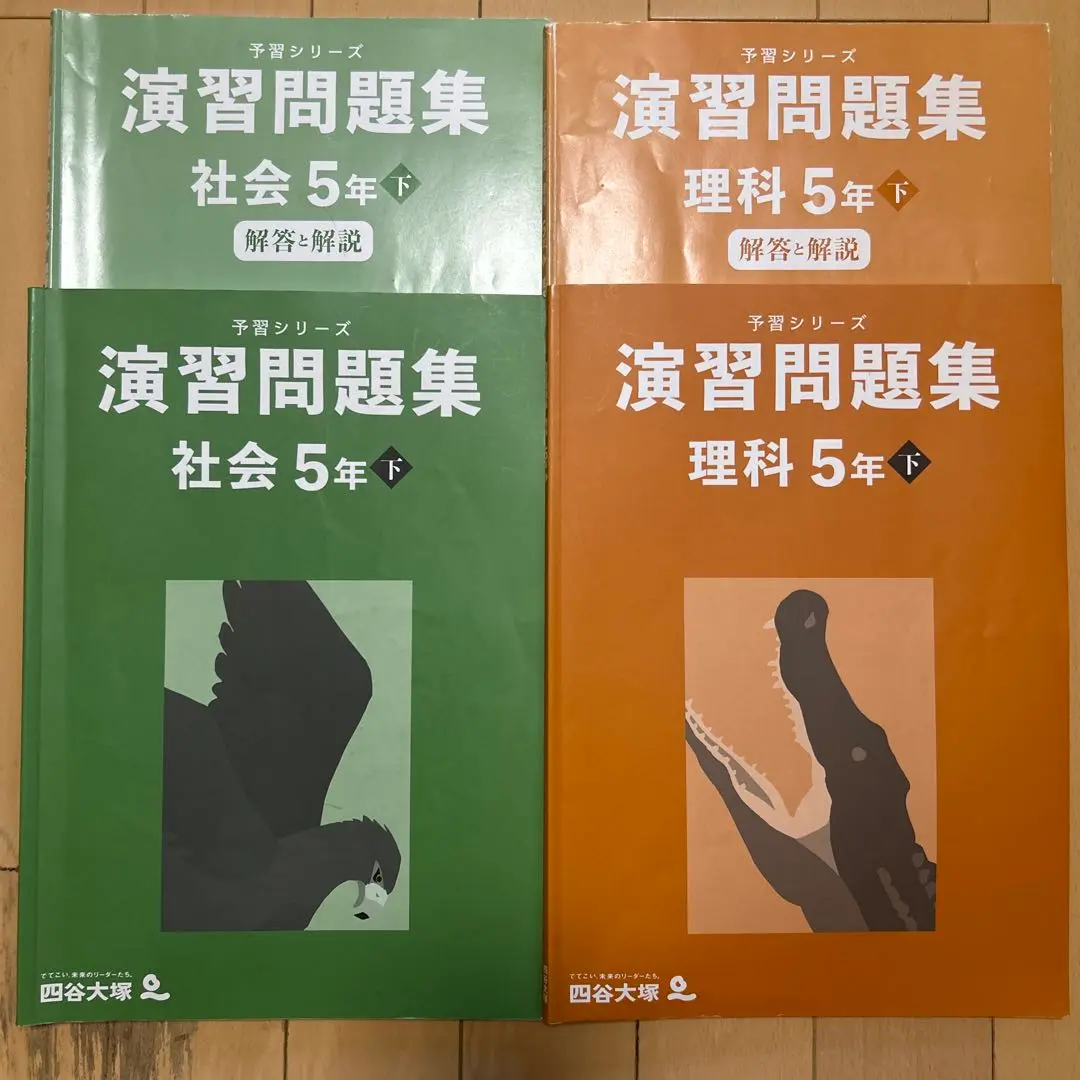 予習シリーズ
演習問題集
社会5年下
解答と解説
予習シリーズ
演習問題集
理科5年下
解答と解説
予習シリーズ
演習問題集
社会5年下
でてこい、未来のリーダーたち。
四谷大塚
予習シリーズ
演習問題集
理科5年下
でてこい、未来のリーダーたち。
四谷大塚